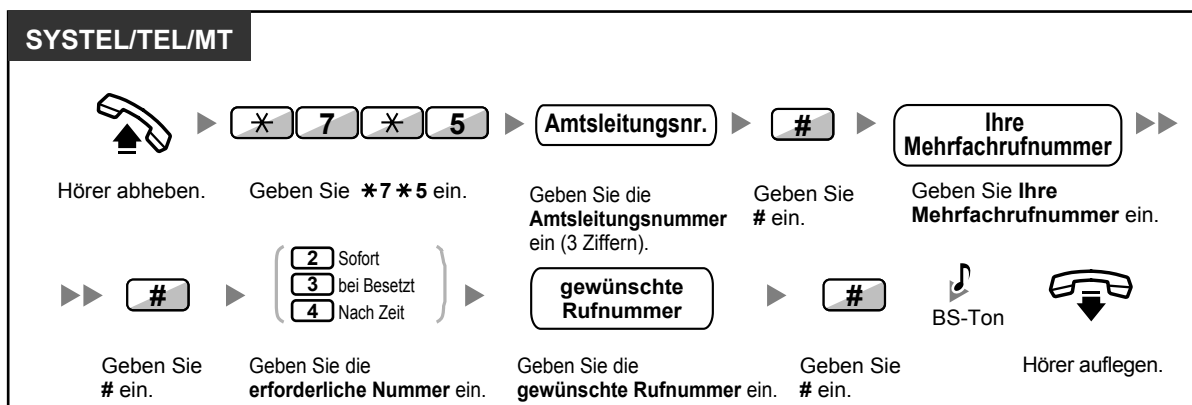 SYSTEL/TEL/MT
* 7 * 5 Amtsleitungsnr. # Ihre Mehrfachrufnummer
Hörer abheben.
Geben Sie *7*5 ein.
Geben Sie die
Amtsleitungsnummer
ein (3 Ziffern).
Geben Sie
# ein.
Geben Sie Ihre
Mehrfachrufnummer ein.
#
2 Sofort
3 bei Besetzt
4 Nach Zeit
gewünschte
Rufnummer
#
BS-Ton
Geben Sie
# ein.
Geben Sie die
erforderliche Nummer ein.
Geben Sie die
gewünschte Rufnummer ein.
Geben Sie
# ein.
Hörer auflegen.